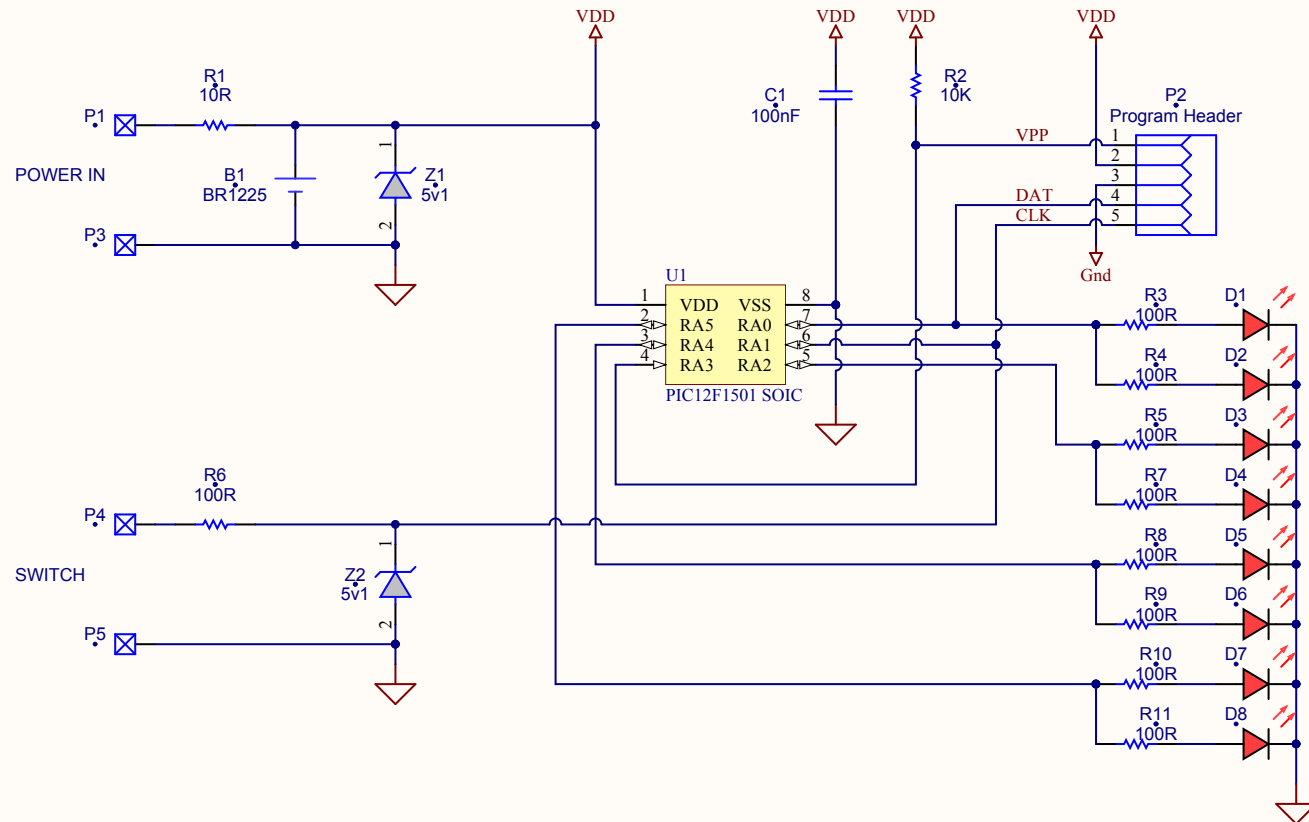 VDD
VDD
VDD
VDD
R1
10R
P1
POWER IN
B1
BR1225
1
Z1
5v1
2
P3
C1
100nF
R2
10K
P2
Program Header
VPP
1
2
3
DAT
4
CLK
5
Gnd
U1
1
VDD
VSS
8
2
RA5
RA0
7
3
RA4
RA1
6
4
RA3
RA2
5
PIC12F1501 SOIC
R3
100R
D1
R4
100R
D2
R5
100R
D3
R7
100R
D4
R8
100R
D5
R9
100R
D6
R10
100R
D7
R11
100R
D8
R6
100R
P4
SWITCH
1
Z2
5v1
2
P5